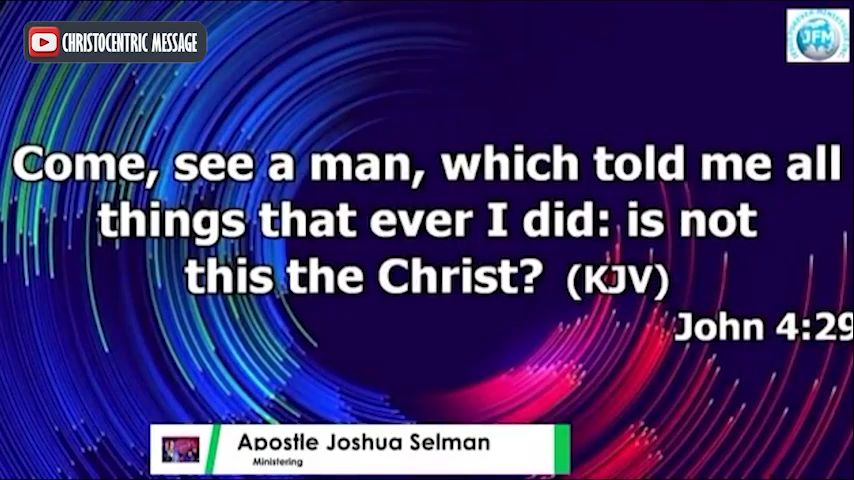 CHRISTOCENTRIC MESSAGE
JFM
Come, see a man, which told me all
things that ever I did: is not
this the Christ? (KJV)
John 4:29
Apostle Joshua Selman
Ministering